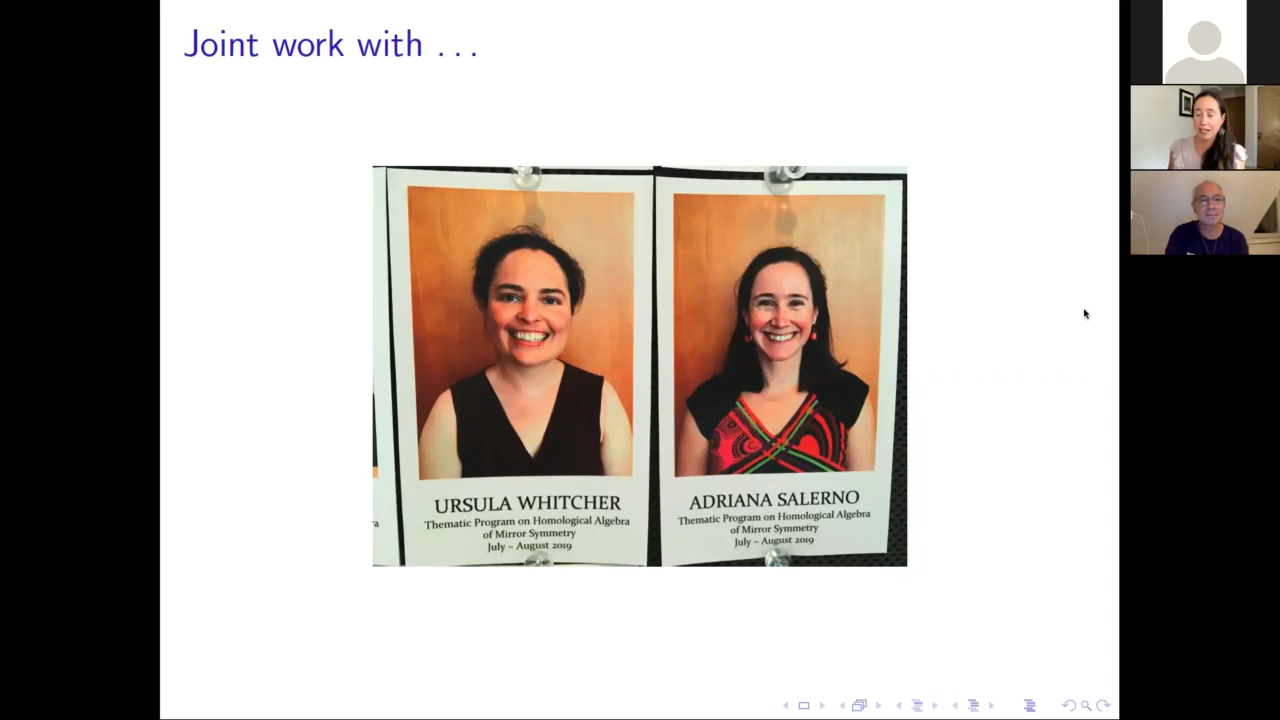 Joint work with ...
URSULA WHITCHER
Thematic Program on Homological Algebra
of Mirror Symmetry
July – August 2019
ADRIANA SALERNO
Thematic Program on Homological Algebra
of Mirror Symmetry
July – August 2019